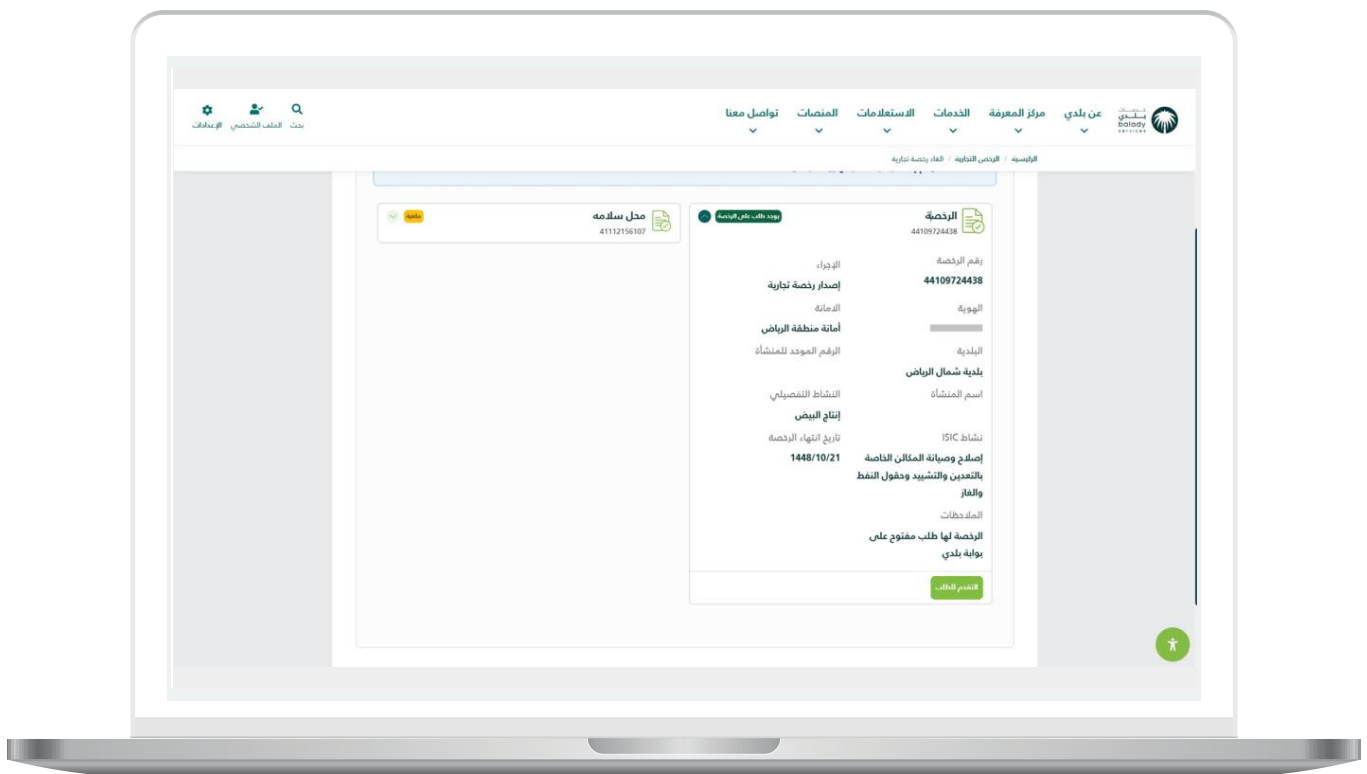 خدمات
بلدي
balady
services
عن بلدي
مركز المعرفة
الخدمات
الاستعلامات
المنصات
تواصل معنا
بحث
الملف الشخصي
الإعدادات
الرئيسية / الرخص التجارية / الغاء رخصة تجارية
الرخصة
44109724438
يوجد طلب على الرخصة
رقم الرخصة
44109724438
الإجراء
إصدار رخصة تجارية
الهوية
الامانة
أمانة منطقة الرياض
البلدية
بلدية شمال الرياض
الرقم الموحد للمنشأة
اسم المنشأة
النشاط التفصيلي
إنتاج البيض
نشاط ISIC
إصلاح وصيانة المكائن الخاصة
بالتعدين والتشييد وحقول النفط
والغاز
تاريخ انتهاء الرخصة
1448/10/21
الملاحظات
الرخصة لها طلب مفتوح على
بوابة بلدي
التقدم للطلب
محل سلامه
41112156107
ملغية